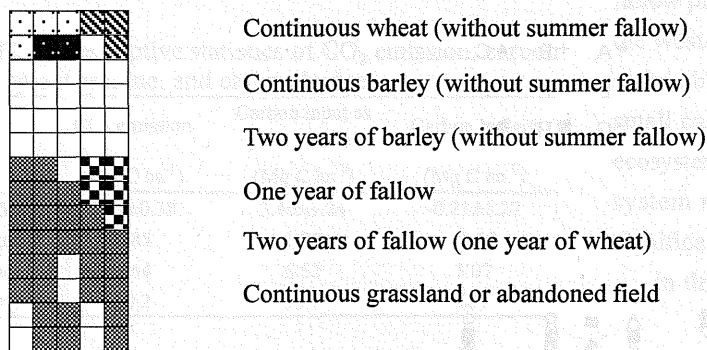 Continuous wheat (without summer fallow)
Continuous barley (without summer fallow)
Two years of barley (without summer fallow)
One year of fallow
Two years of fallow (one year of wheat)
Continuous grassland or abandoned field